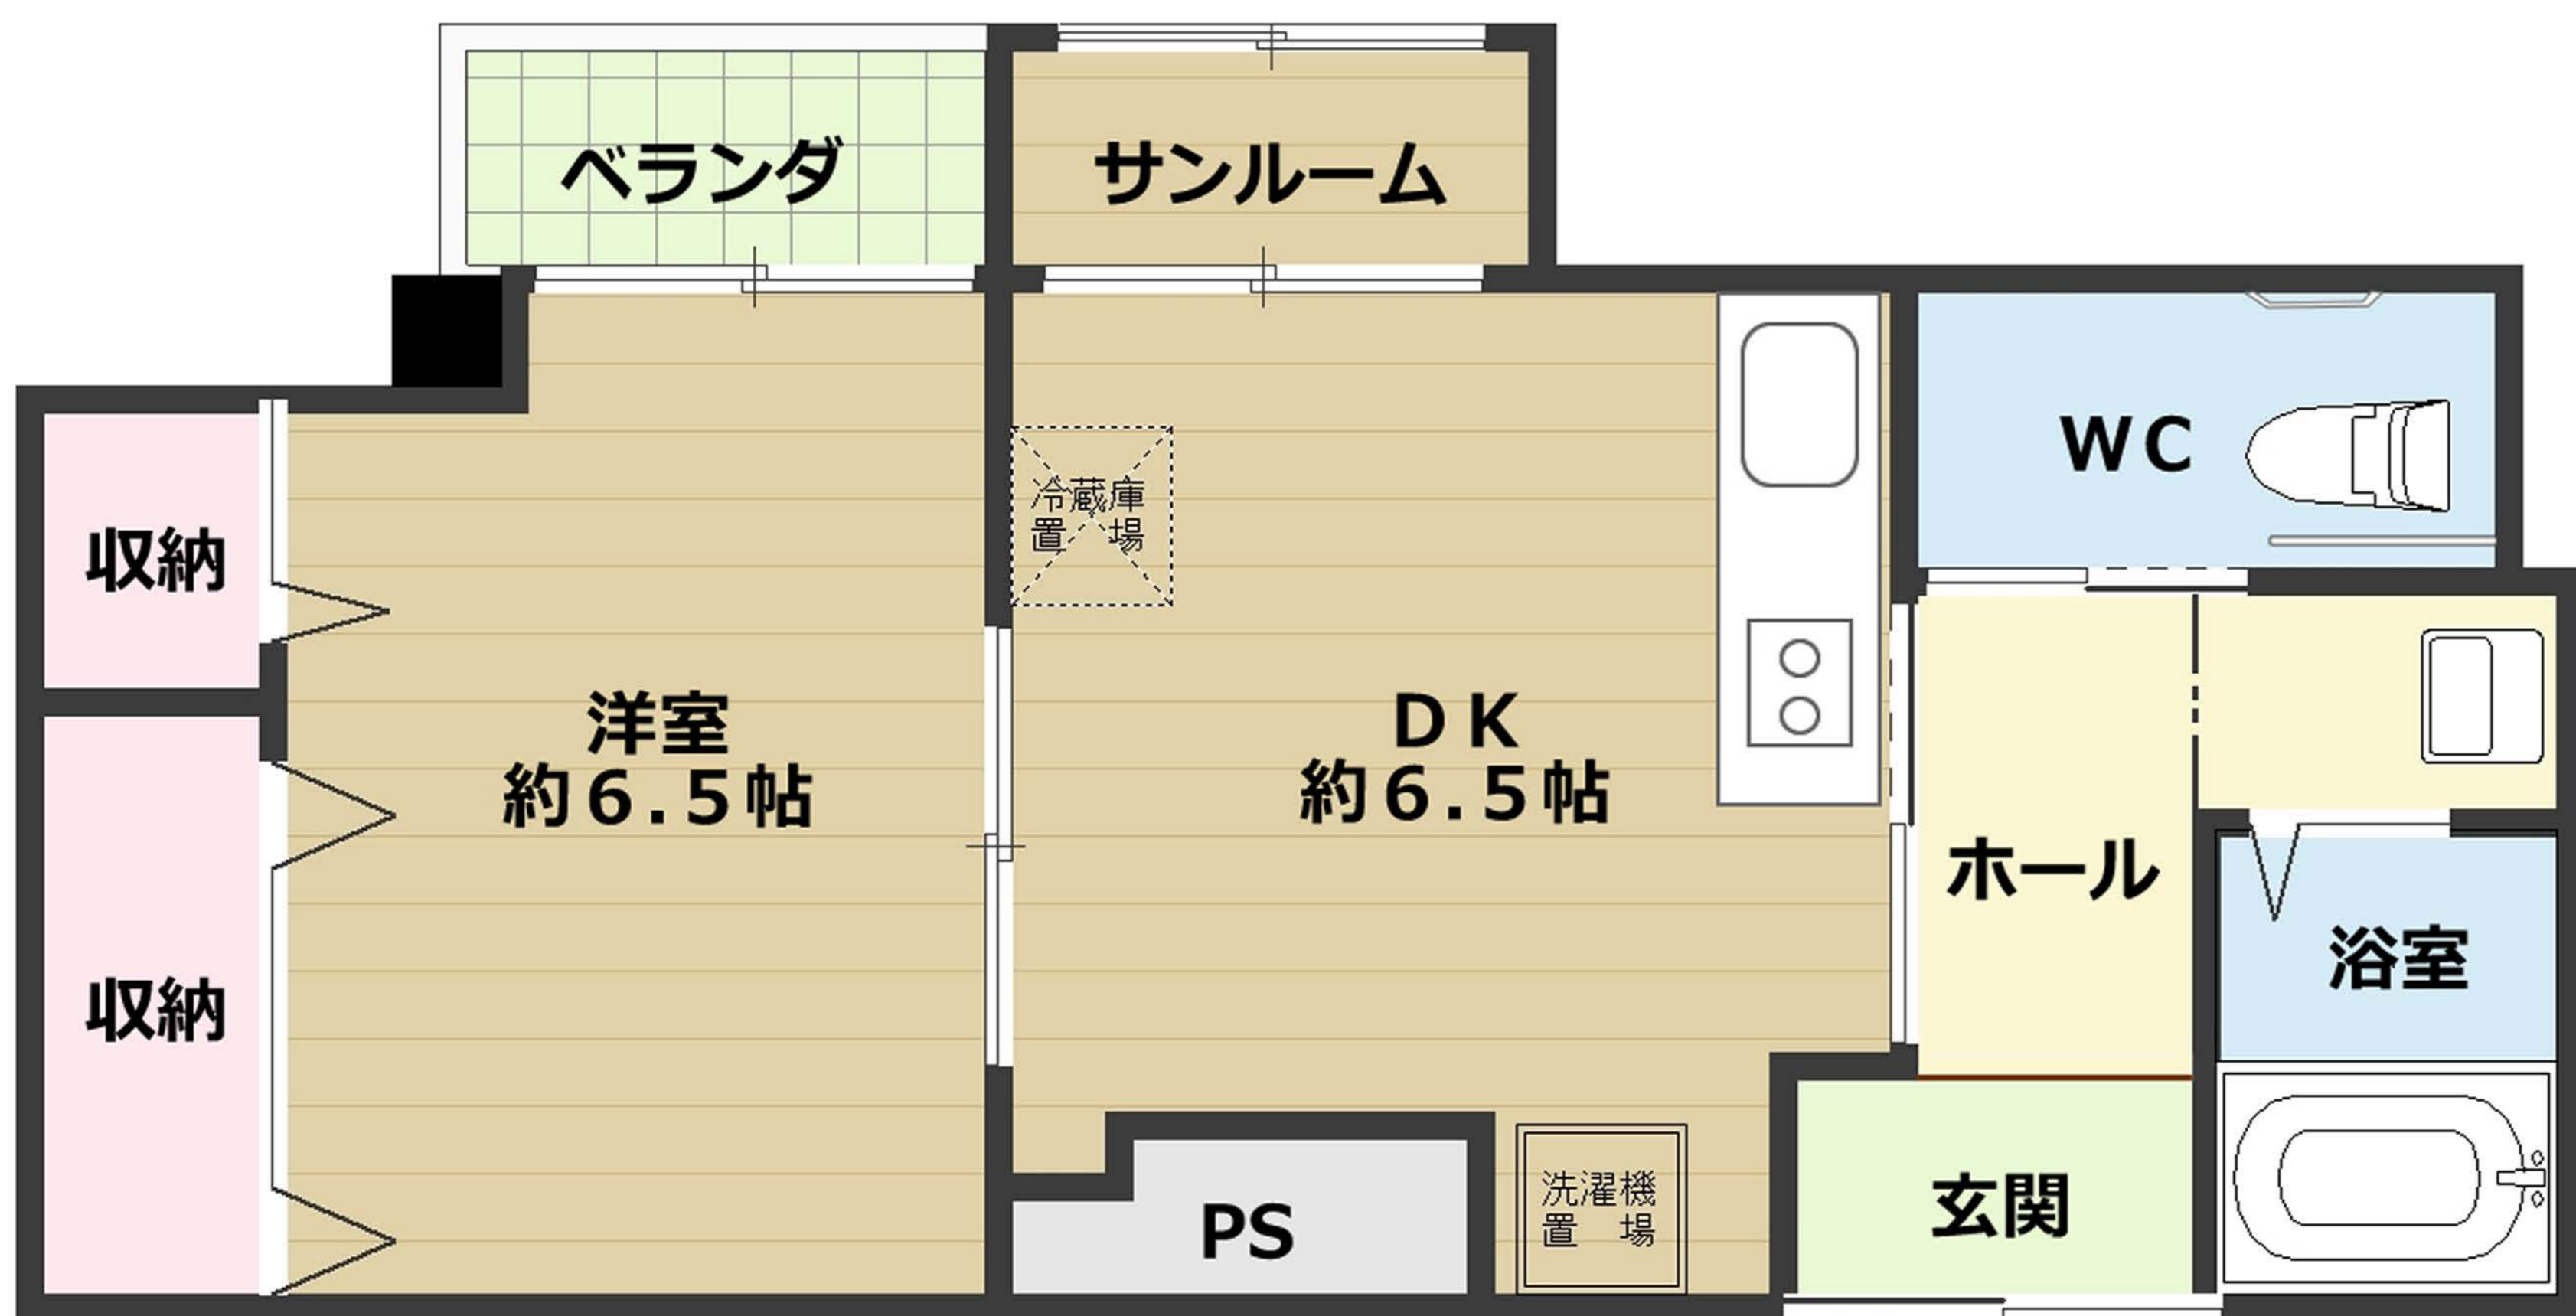 ベランダ
サンルーム
収納
冷蔵庫
置 場
WC
洋室
約6.5帖
DK
約6.5帖
ホール
収納
浴室
PS
洗濯機
置 場
玄関